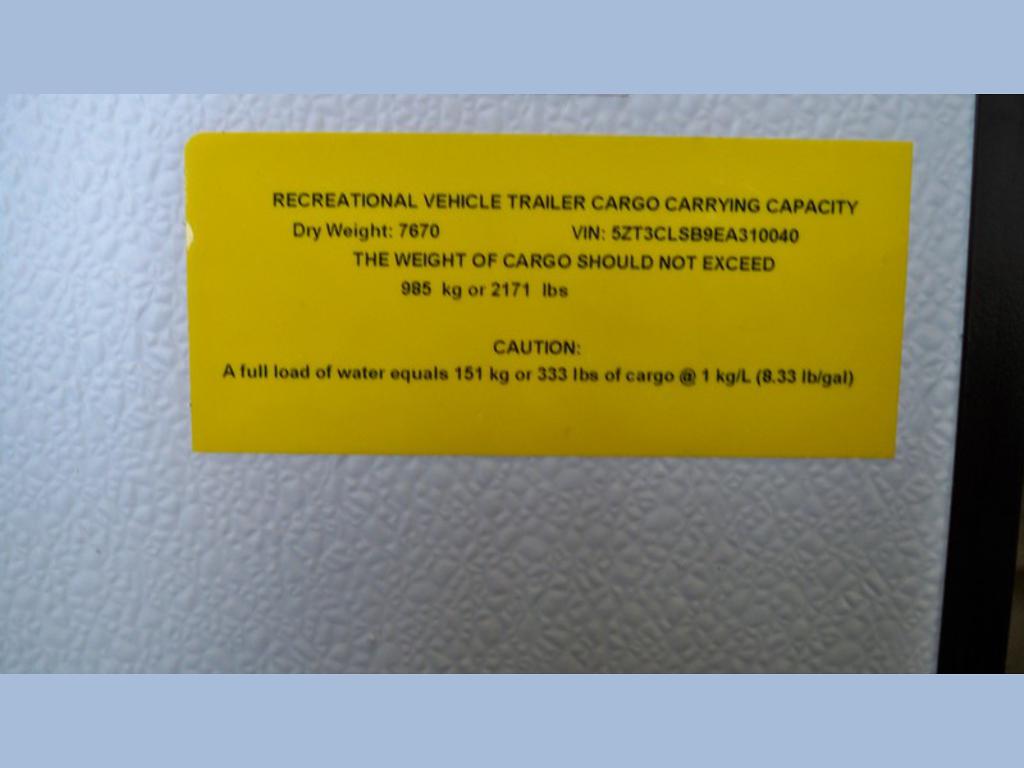 RECREATIONAL VEHICLE TRAILER CARGO CARRYING CAPACITY
Dry Weight: 7670 VIN: 5ZT3CLSB9EA310040
THE WEIGHT OF CARGO SHOULD NOT EXCEED
985 kg or 2171 lbs
CAUTION:
A full load of water equals 151 kg or 333 lbs of cargo @ 1 kg/L (8.33 lb/gal)